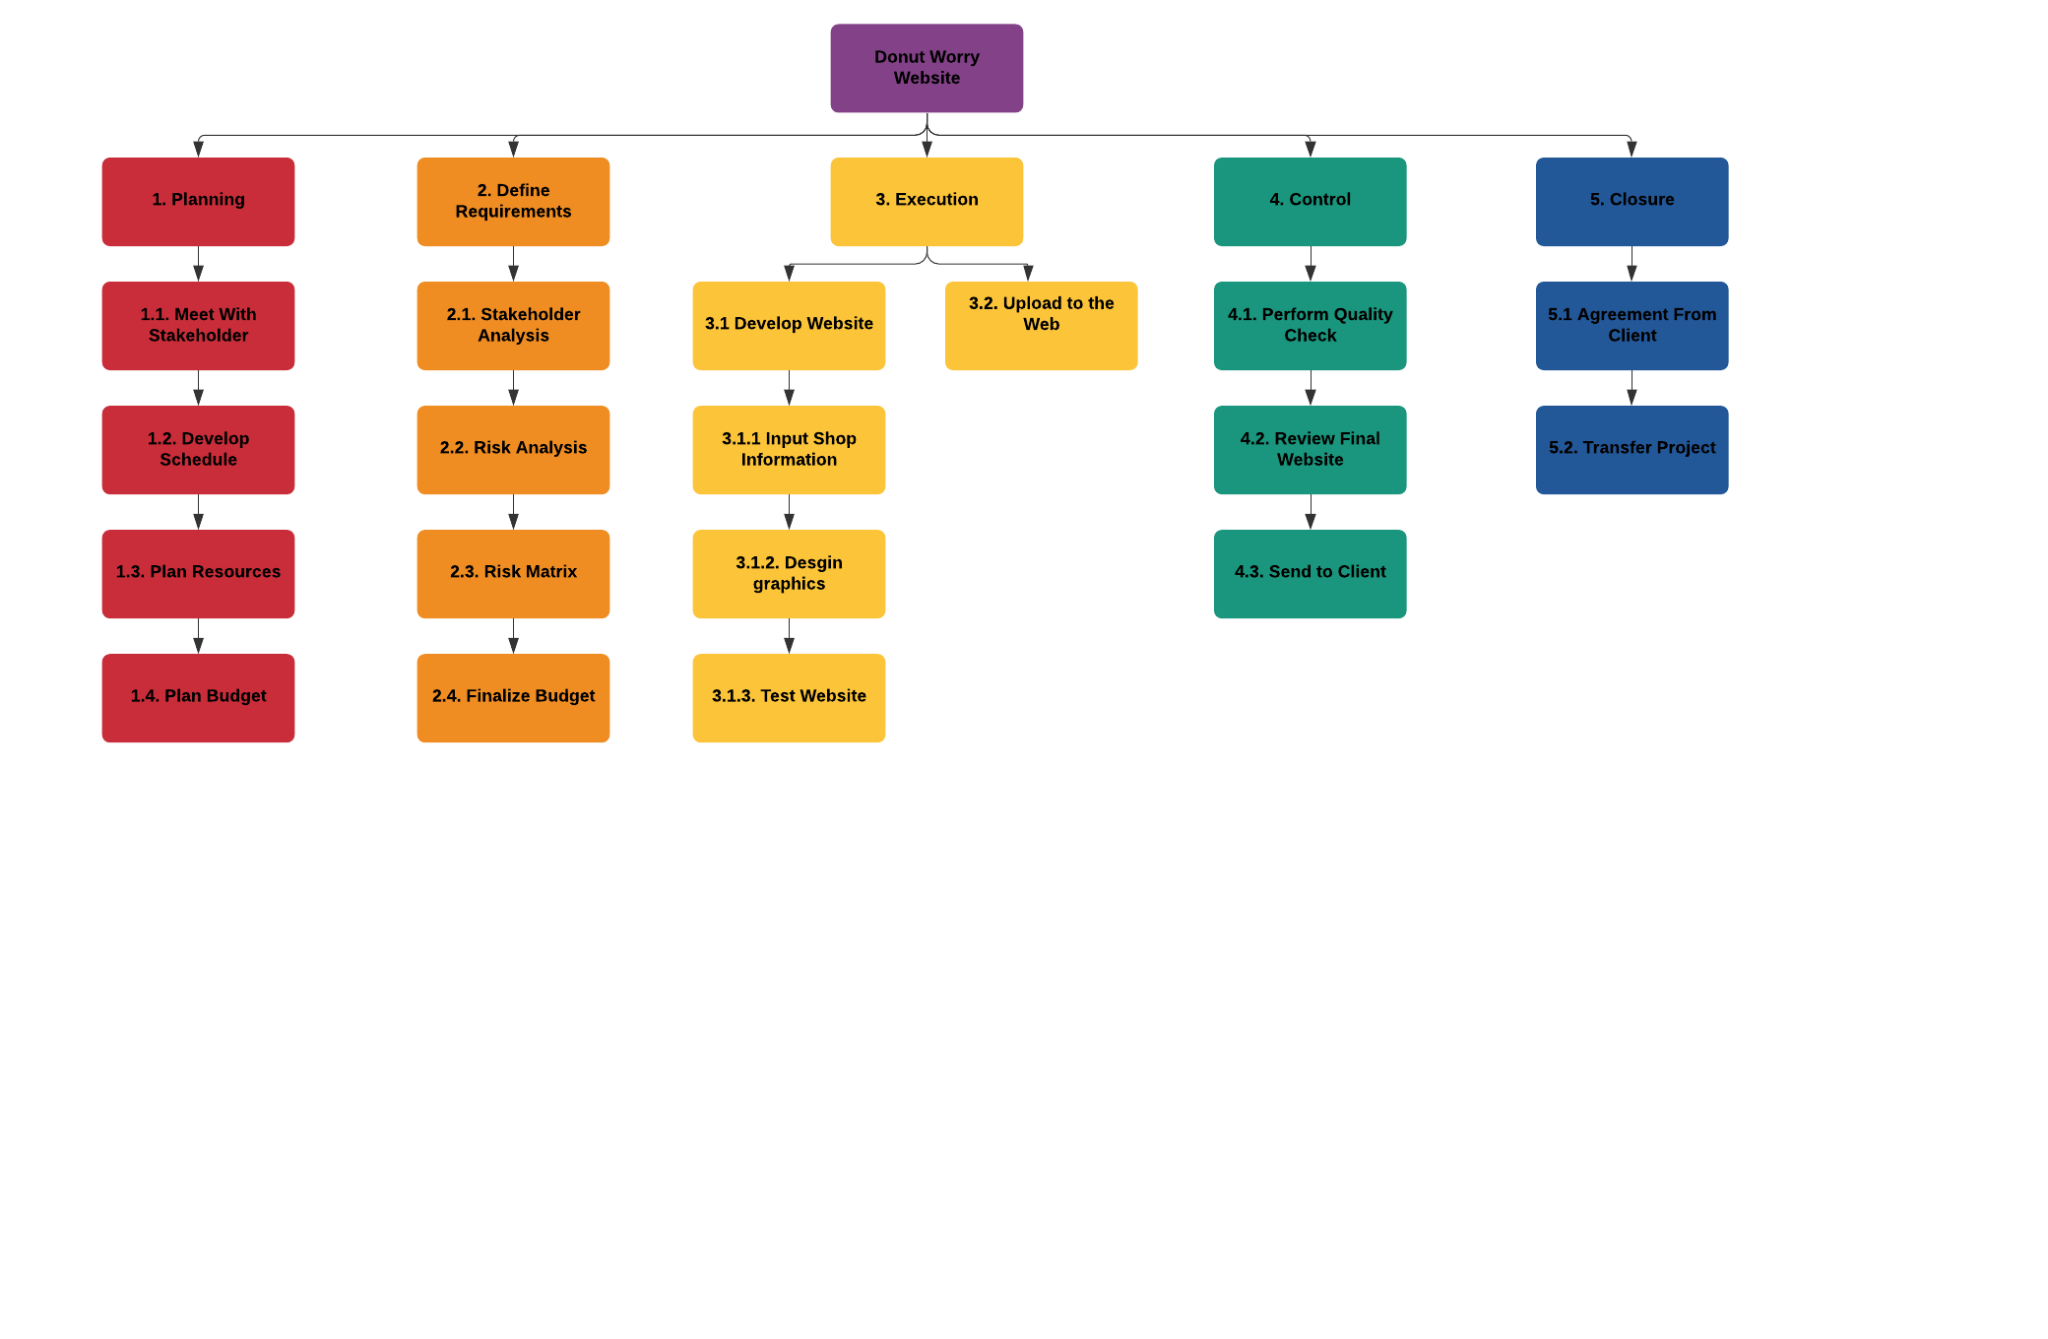 Donut Worry
Website
1. Planning
2. Define
Requirements
3. Execution
4. Control
5. Closure
1.1. Meet With
Stakeholder
2.1. Stakeholder
Analysis
3.1 Develop Website
3.2. Upload to the
Web
4.1. Perform Quality
Check
5.1 Agreement From
Client
1.2. Develop
Schedule
2.2. Risk Analysis
3.1.1 Input Shop
Information
4.2. Review Final
Website
5.2. Transfer Project
1.3. Plan Resources
2.3. Risk Matrix
3.1.2. Desgin
graphics
4.3. Send to Client
1.4. Plan Budget
2.4. Finalize Budget
3.1.3. Test Website